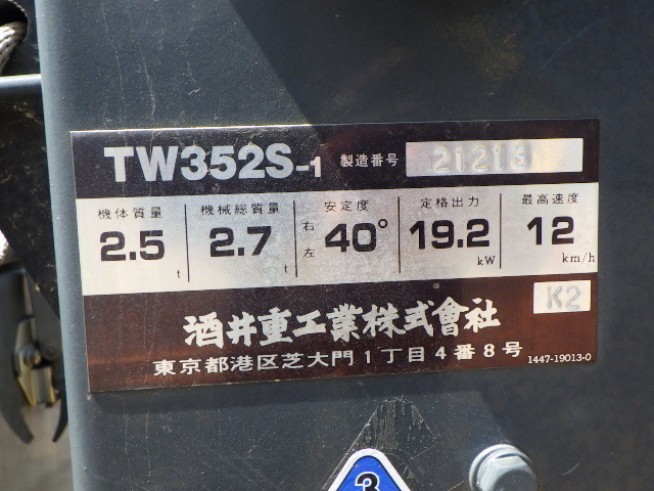 TW352S-1 製造番号
機体質量 機械総質量 安定度 定格出力 最高速度
2.5 t 2.7 t 右左 40° 19.2 kW 12 km/h
K2
酒井重工業株式會社
東京都港区芝大門1丁目4番8号 1447-19013-0
3